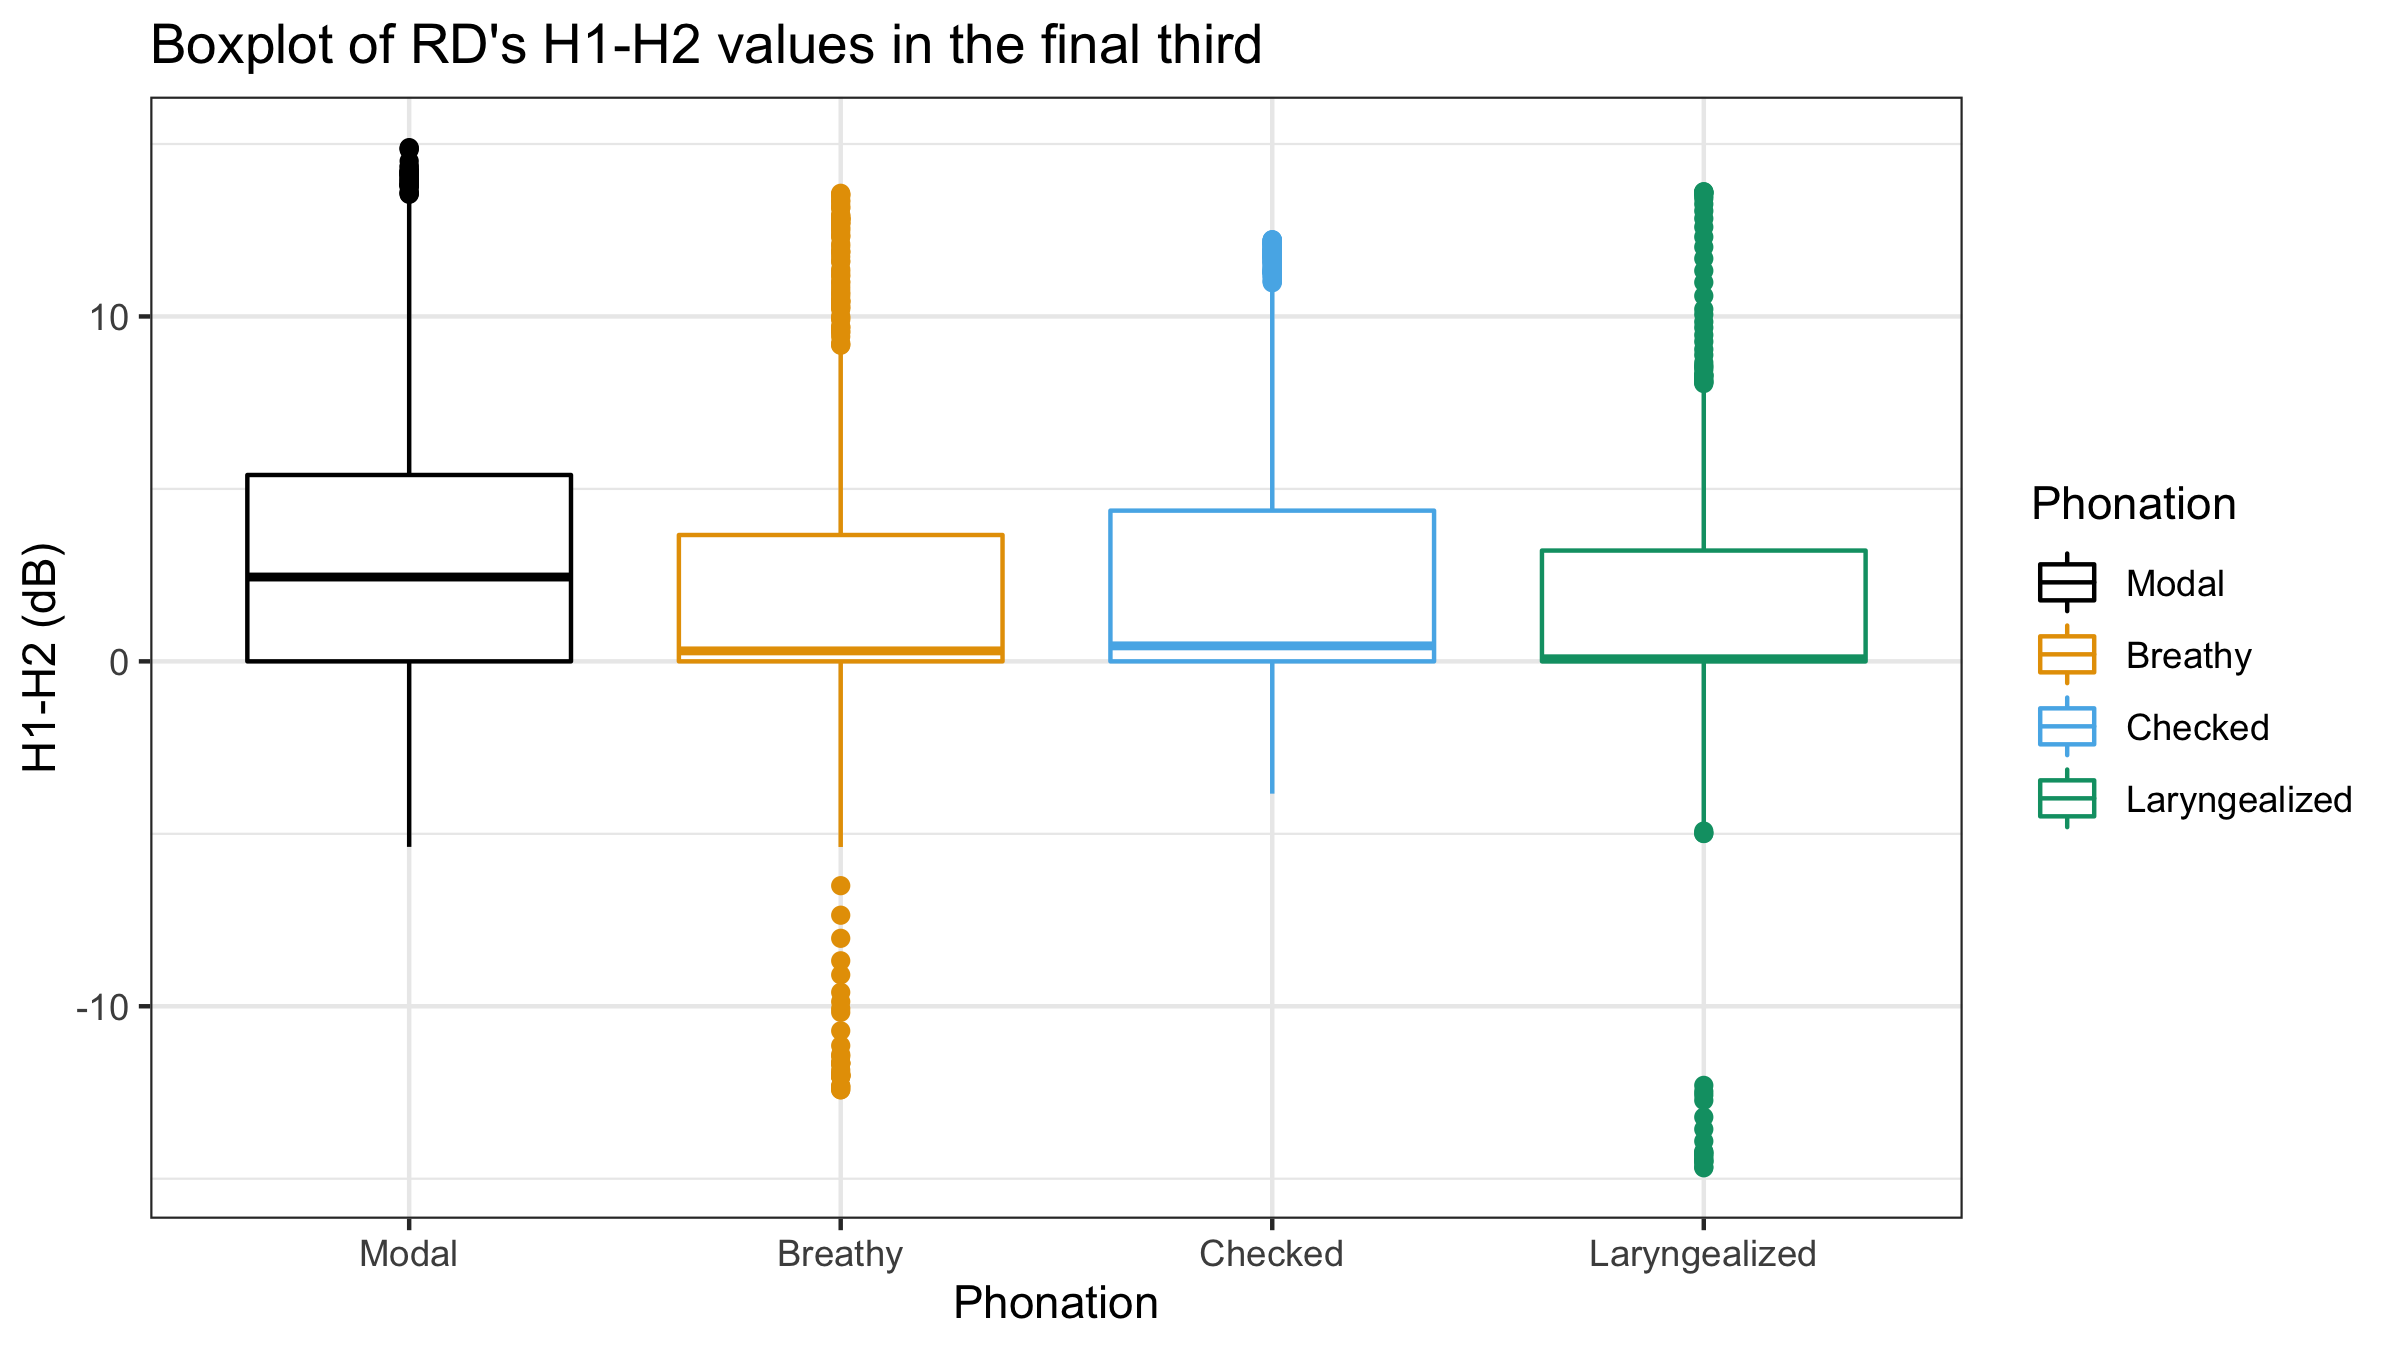 Boxplot of RD's H1-H2 values in the final third
H1-H2 (dB)
10
0
-10
Modal
Breathy
Checked
Laryngealized
Phonation
Phonation
Modal
Breathy
Checked
Laryngealized